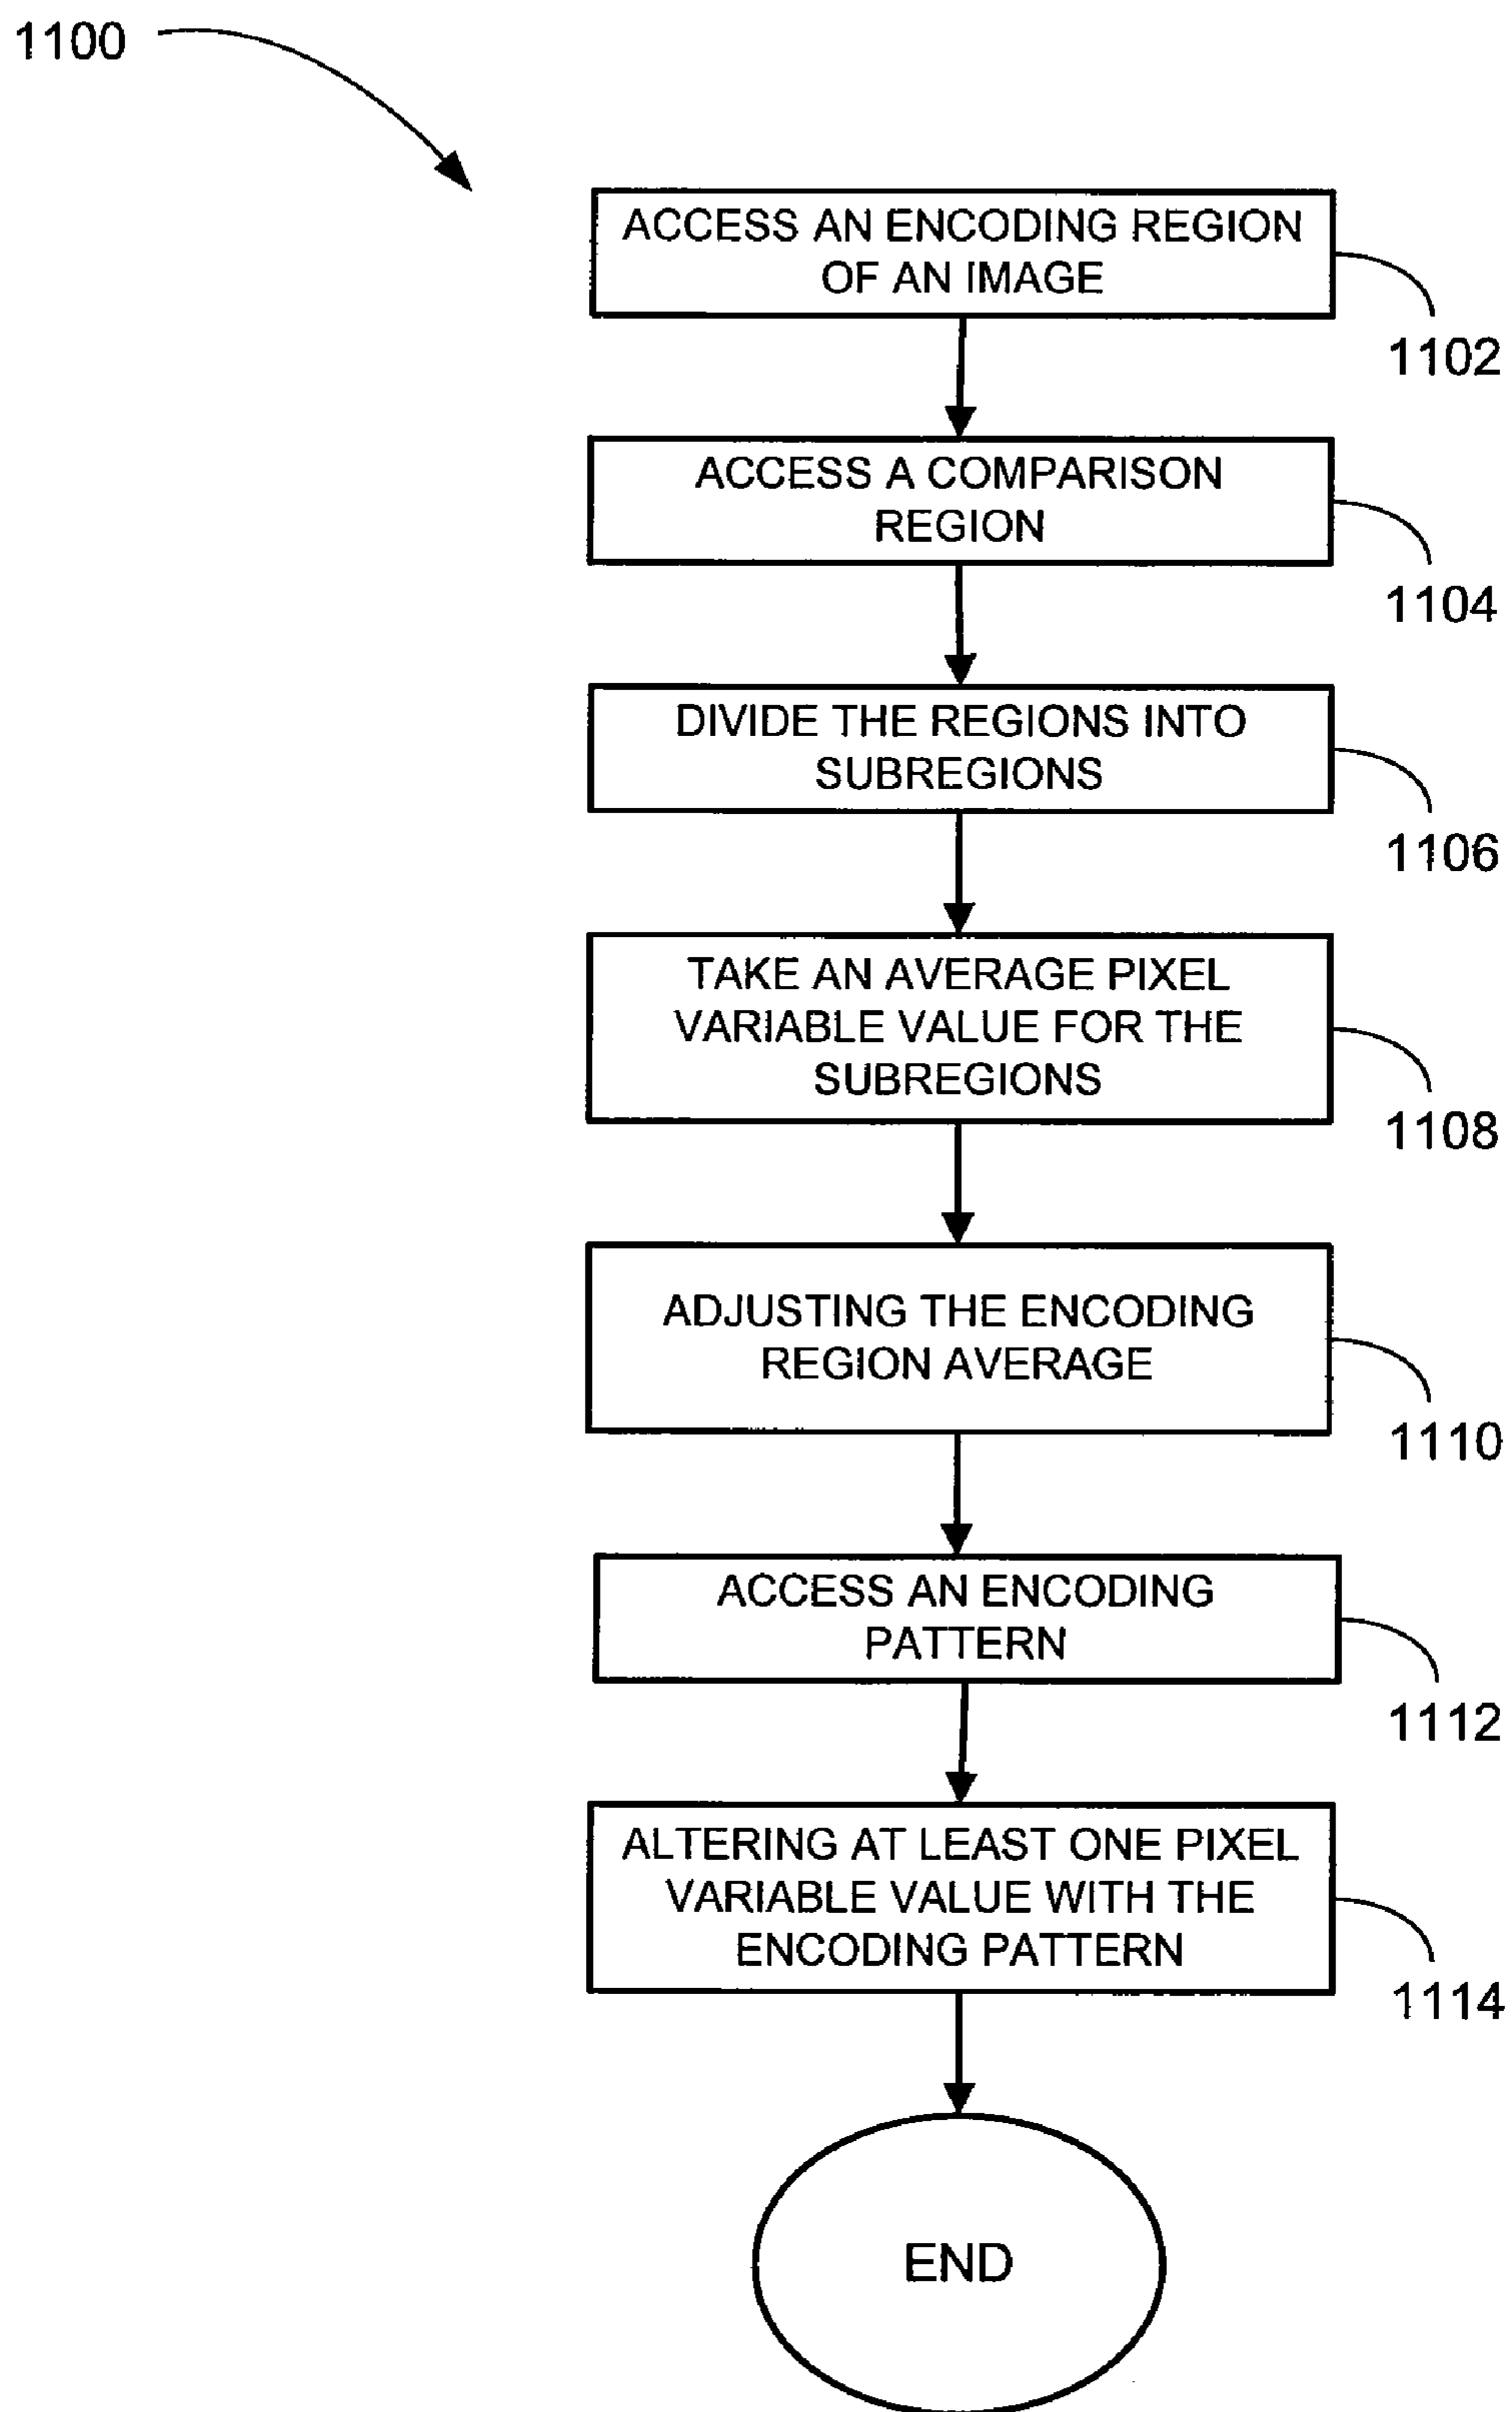 1100
ACCESS AN ENCODING REGION
OF AN IMAGE
1102
ACCESS A COMPARISON
REGION
1104
DIVIDE THE REGIONS INTO
SUBREGIONS
1106
TAKE AN AVERAGE PIXEL
VARIABLE VALUE FOR THE
SUBREGIONS
1108
ADJUSTING THE ENCODING
REGION AVERAGE
1110
ACCESS AN ENCODING
PATTERN
1112
ALTERING AT LEAST ONE PIXEL
VARIABLE VALUE WITH THE
ENCODING PATTERN
1114
END